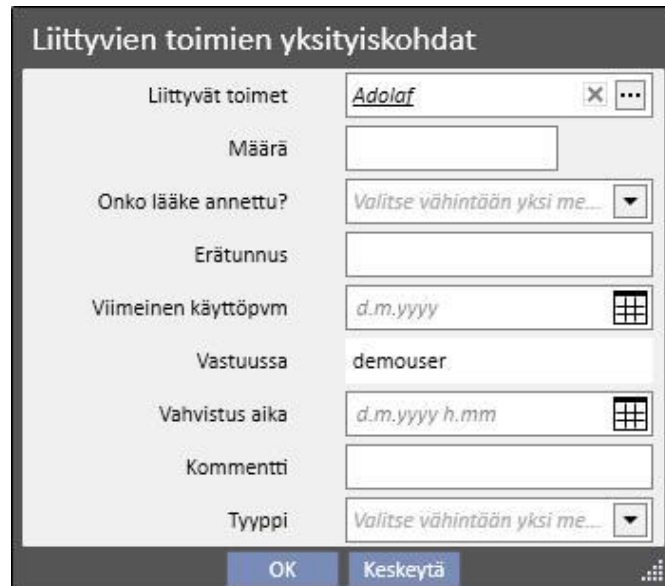 Liittyvien toimien yksityiskohdat
Liittyvät toimet Adolaf
Määrä
Onko lääke annettu? Valitse vähintään yksi me...
Erätunnus
Viimeinen käyttöpvm d.m.yyyy
Vastuussa demouser
Vahvistus aika d.m.yyyy h.mm
Kommentti
Tyyppi Valitse vähintään yksi me...
OK Keskeytä